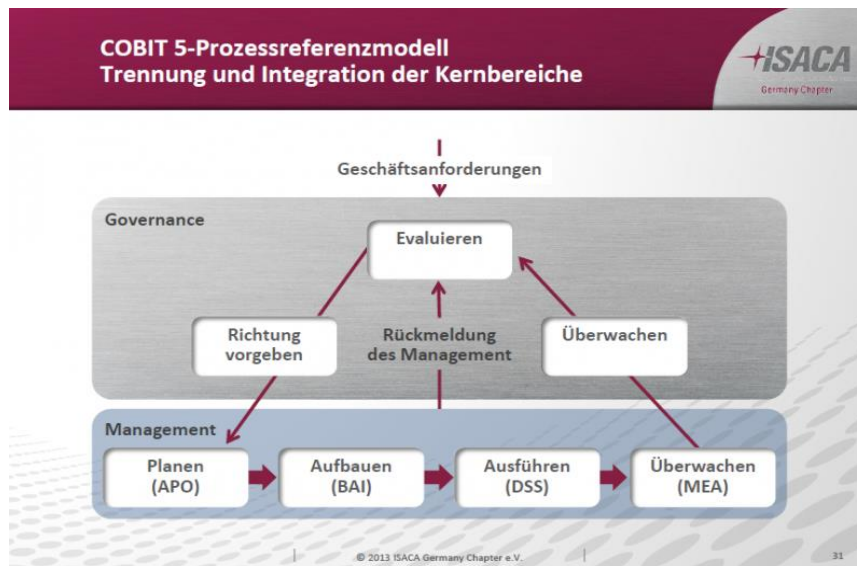 COBIT 5-Prozessreferenzmodell
Trennung und Integration der Kernbereiche
ISACA
Germany Chapter
Geschäftsanforderungen
Governance
Evaluieren
Richtung
vorgeben
Rückmeldung
des Management
Überwachen
Management
Planen
(APO)
Aufbauen
(BAI)
Ausführen
(DSS)
Überwachen
(MEA)
© 2013 ISACA Germany Chapter e.V.
31